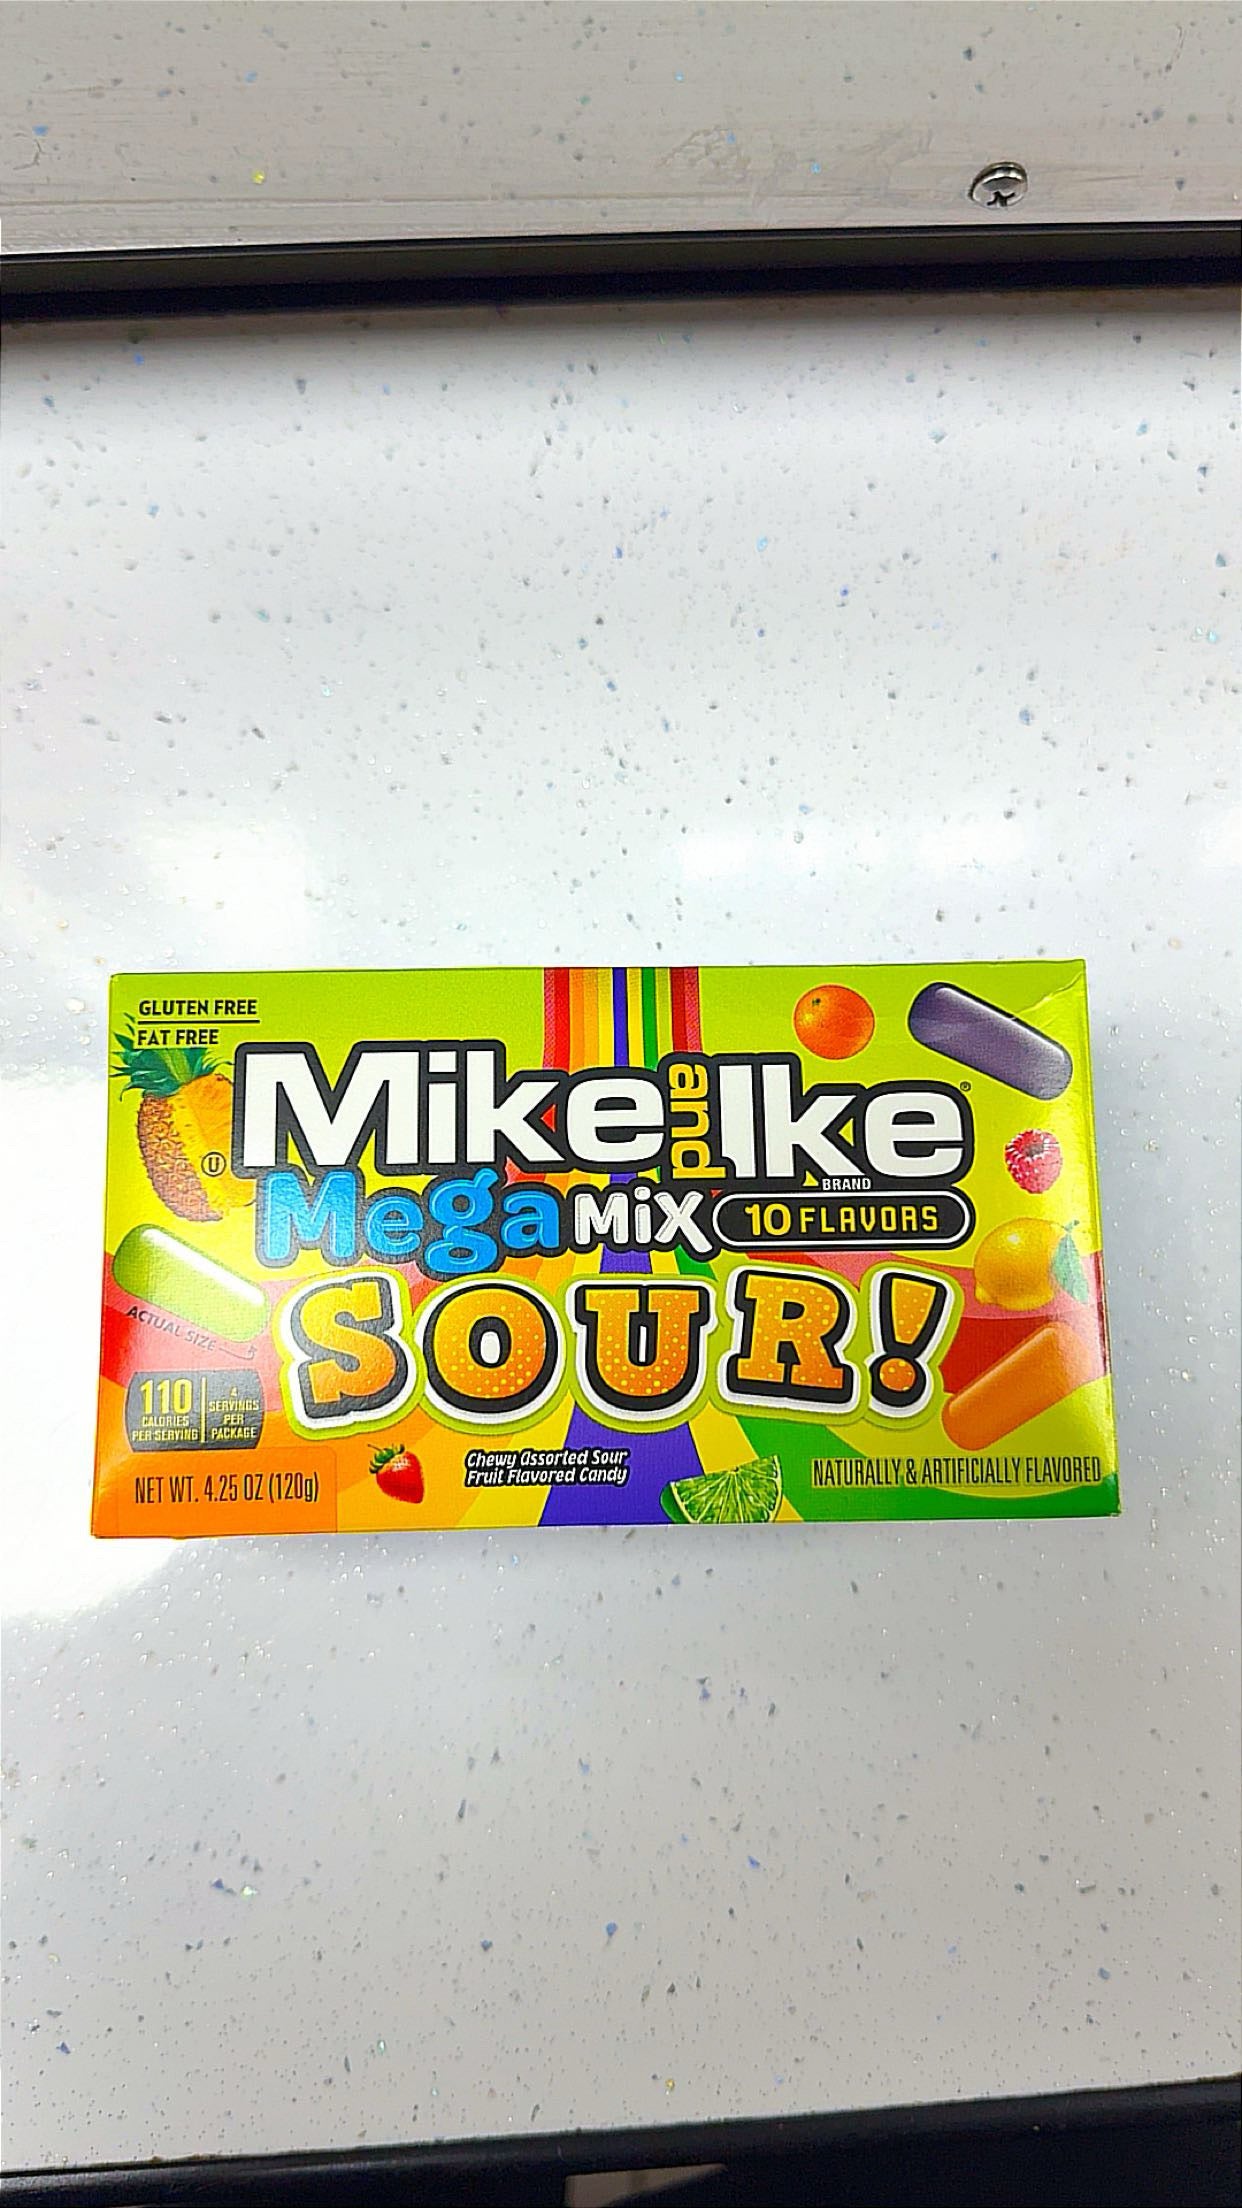 GLUTEN FREE
FAT FREE
Mike and Ike®
BRAND
U
Mega MiX 10 FLAVORS
SOUR!
ACTUAL SIZE
110 CALORIES PER SERVING
4 SERVINGS PER PACKAGE
NET WT. 4.25 OZ (120g)
Chewy Assorted Sour
Fruit Flavored Candy
NATURALLY & ARTIFICIALLY FLAVORED